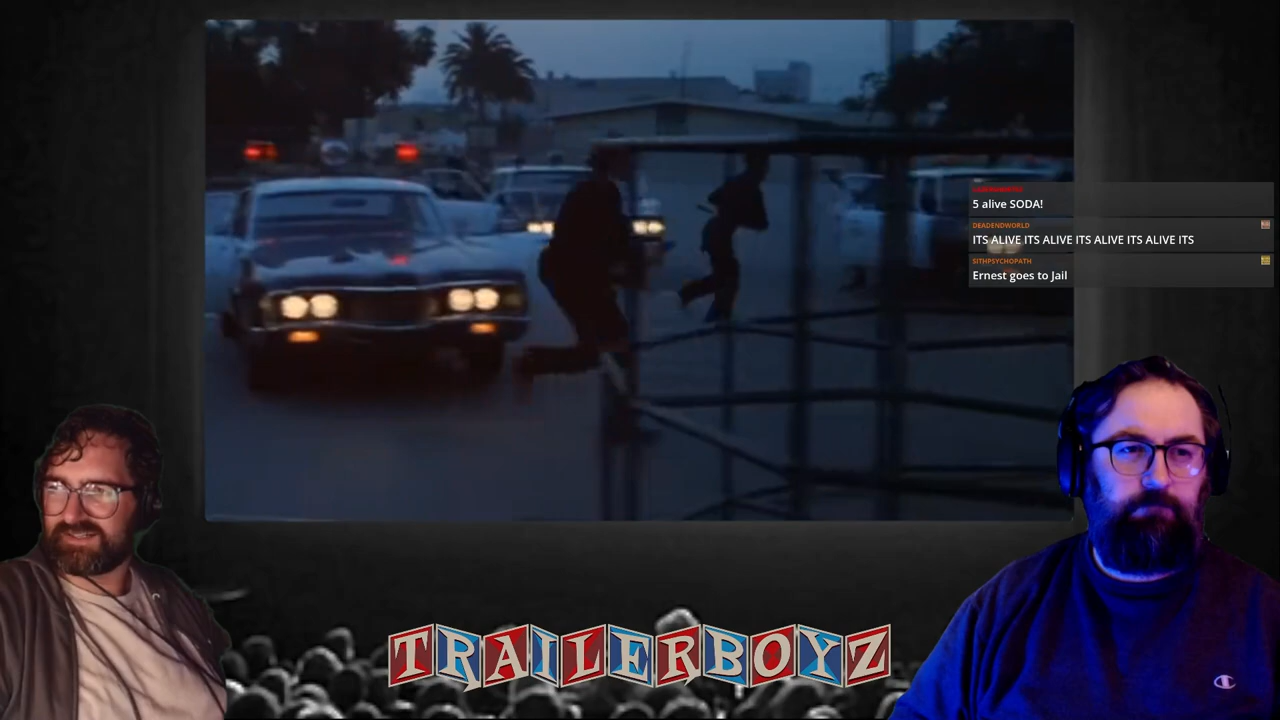 5 alive SODA!
DEADENDWORLD
ITS ALIVE ITS ALIVE ITS ALIVE ITS ALIVE ITS
SITHPSYCHOPATH
Ernest goes to Jail
TRAILERBOYZ